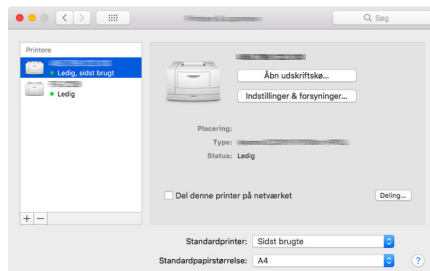 Søg
Printere
Ledig, sidst brugt
Ledig
Åbn udskriftskø...
Indstillinger & forsyninger...
Placering:
Type:
Status: Ledig
Del denne printer på netværket
Deling...
+ −
Standardprinter: Sidst brugte
Standardpapirstørrelse: A4
?